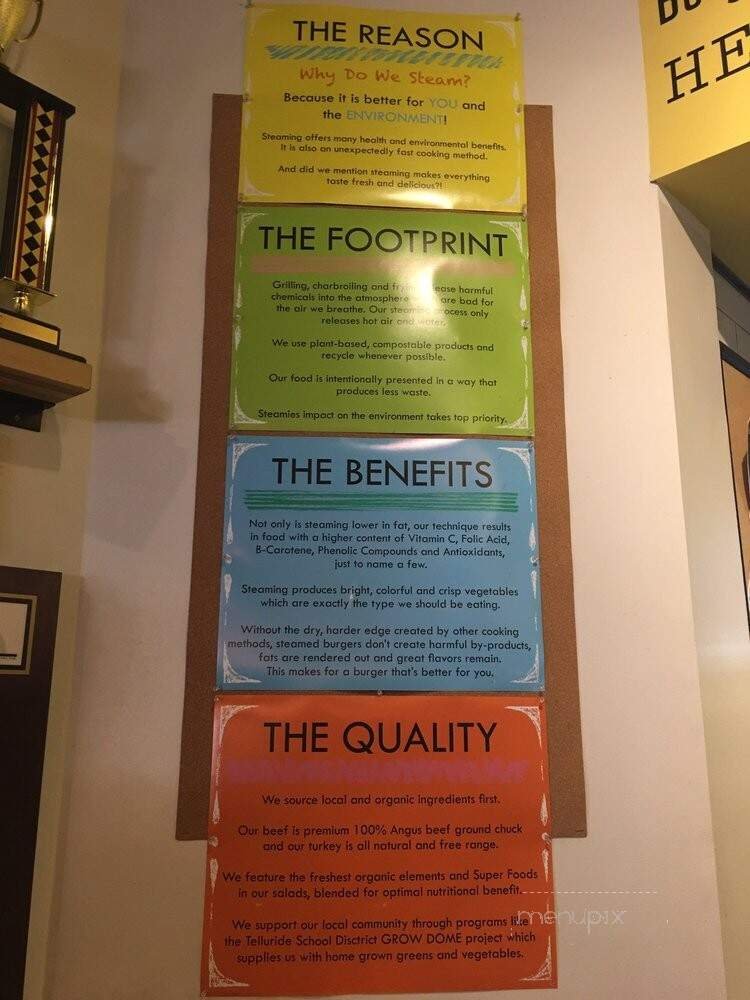 THE REASON
Why Do We Steam?
Because it is better for YOU and
the ENVIRONMENT!
Steaming offers many health and environmental benefits.
It is also an unexpectedly fast cooking method.
And did we mention steaming makes everything
taste fresh and delicious?!
HE
THE FOOTPRINT
Grilling, charbroiling and harmful
chemicals into the atmosphere are bad for
the air we breathe. Our only
releases hot air and water.
We use plant-based, compostable products and
recycle whenever possible.
Our food is intentionally presented in a way that
produces less waste.
Steamies impact on the environment takes top priority.
THE BENEFITS
Not only is steaming lower in fat, our technique results
in food with a higher content of Vitamin C, Folic Acid,
B-Carotene, Phenolic Compounds and Antioxidants,
just to name a few.
Steaming produces bright, colorful and crisp vegetables
which are exactly the type we should be eating.
Without the dry, harder edge created by other cooking
methods, steamed burgers don't create harmful by-products,
fats are rendered out and great flavors remain.
This makes for a burger that's better for you.
THE QUALITY
We source local and organic ingredients first.
Our beef is premium 100% Angus beef ground chuck
and our turkey is all natural and free range.
We feature the freshest organic elements and Super Foods
in our salads, blended for optimal nutritional benefit.
We support our local community through programs like
the Telluride School Disctrict GROW DOME project which
supplies us with home grown greens and vegetables.
menupix